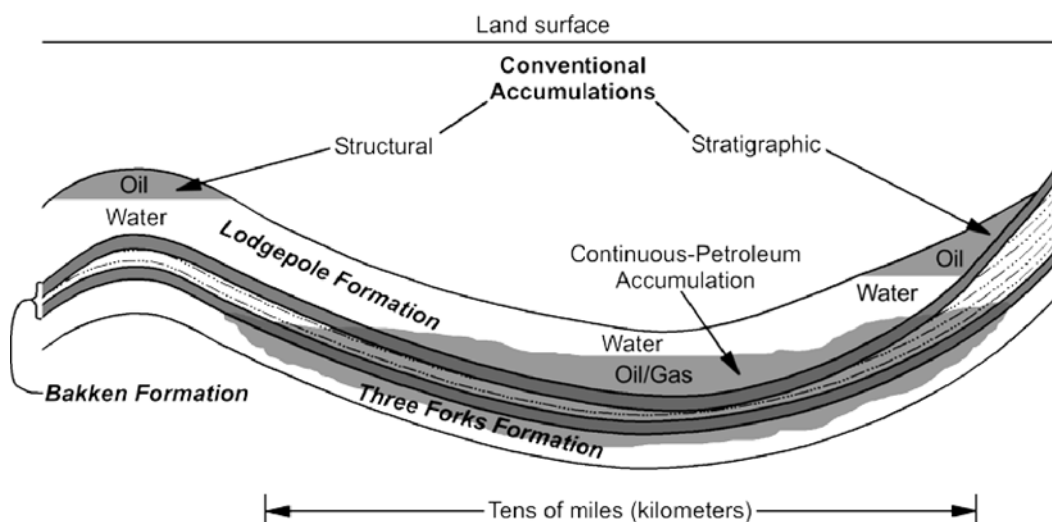 Land surface
Conventional
Accumulations
Structural
Stratigraphic
Oil
Water
Lodgepole Formation
Continuous-Petroleum
Accumulation
Oil
Water
Water
Oil/Gas
Bakken Formation
Three Forks Formation
Tens of miles (kilometers)